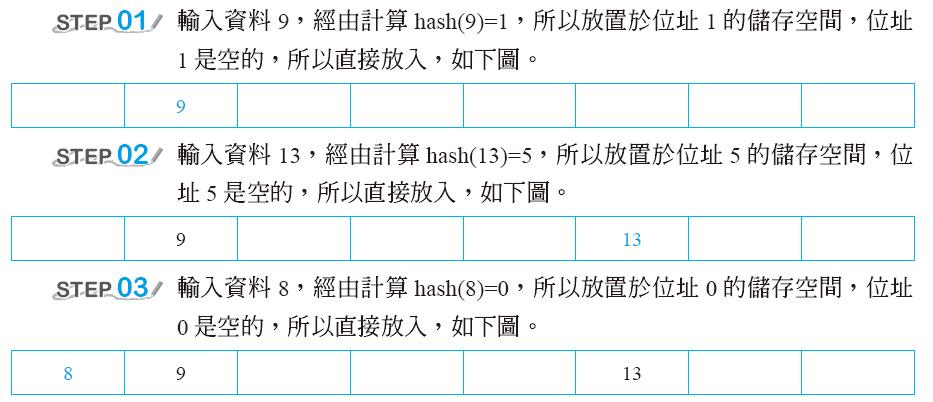 STEP 01 輸入資料 9，經由計算 hash(9)=1，所以放置於位址 1 的儲存空間，位址
1 是空的，所以直接放入，如下圖。
9
STEP 02 輸入資料 13，經由計算 hash(13)=5，所以放置於位址 5 的儲存空間，位
址 5 是空的，所以直接放入，如下圖。
9 13
STEP 03 輸入資料 8，經由計算 hash(8)=0，所以放置於位址 0 的儲存空間，位址
0 是空的，所以直接放入，如下圖。
8 9 13